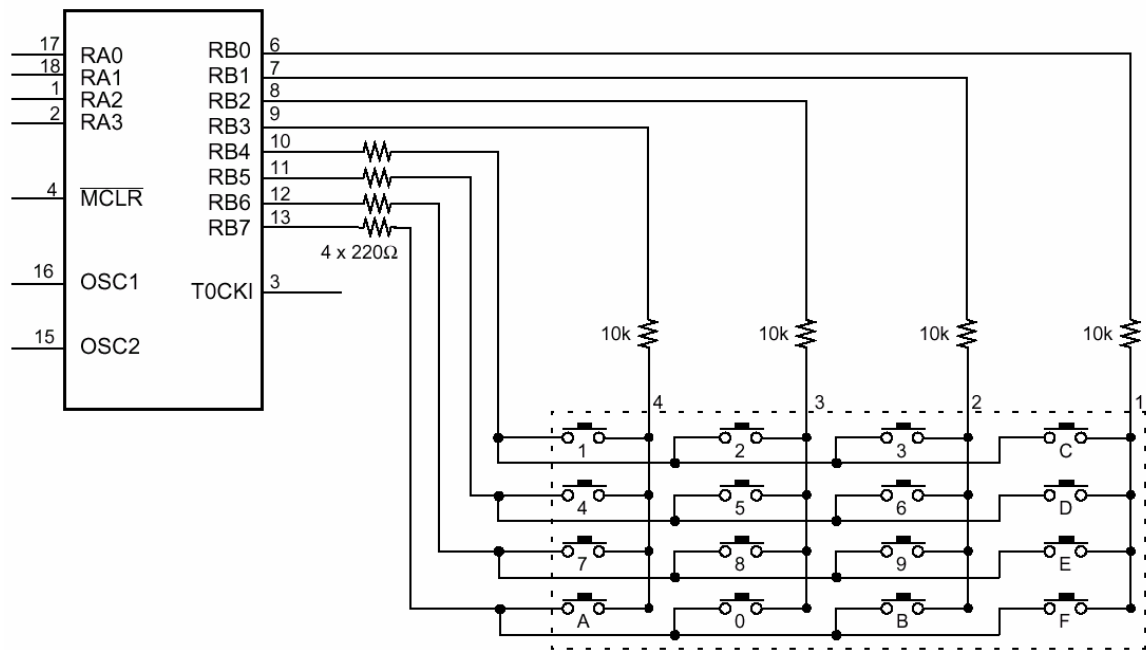 17 RA0
18 RA1
1 RA2
2 RA3
4 MCLR
16 OSC1
15 OSC2
RB0 6
RB1 7
RB2 8
RB3 9
RB4 10
RB5 11
RB6 12
RB7 13
4 x 220Ω
T0CKI 3
10k 10k 10k 10k
4 3 2 1
1 2 3 C
4 5 6 D
7 8 9 E
A 0 B F